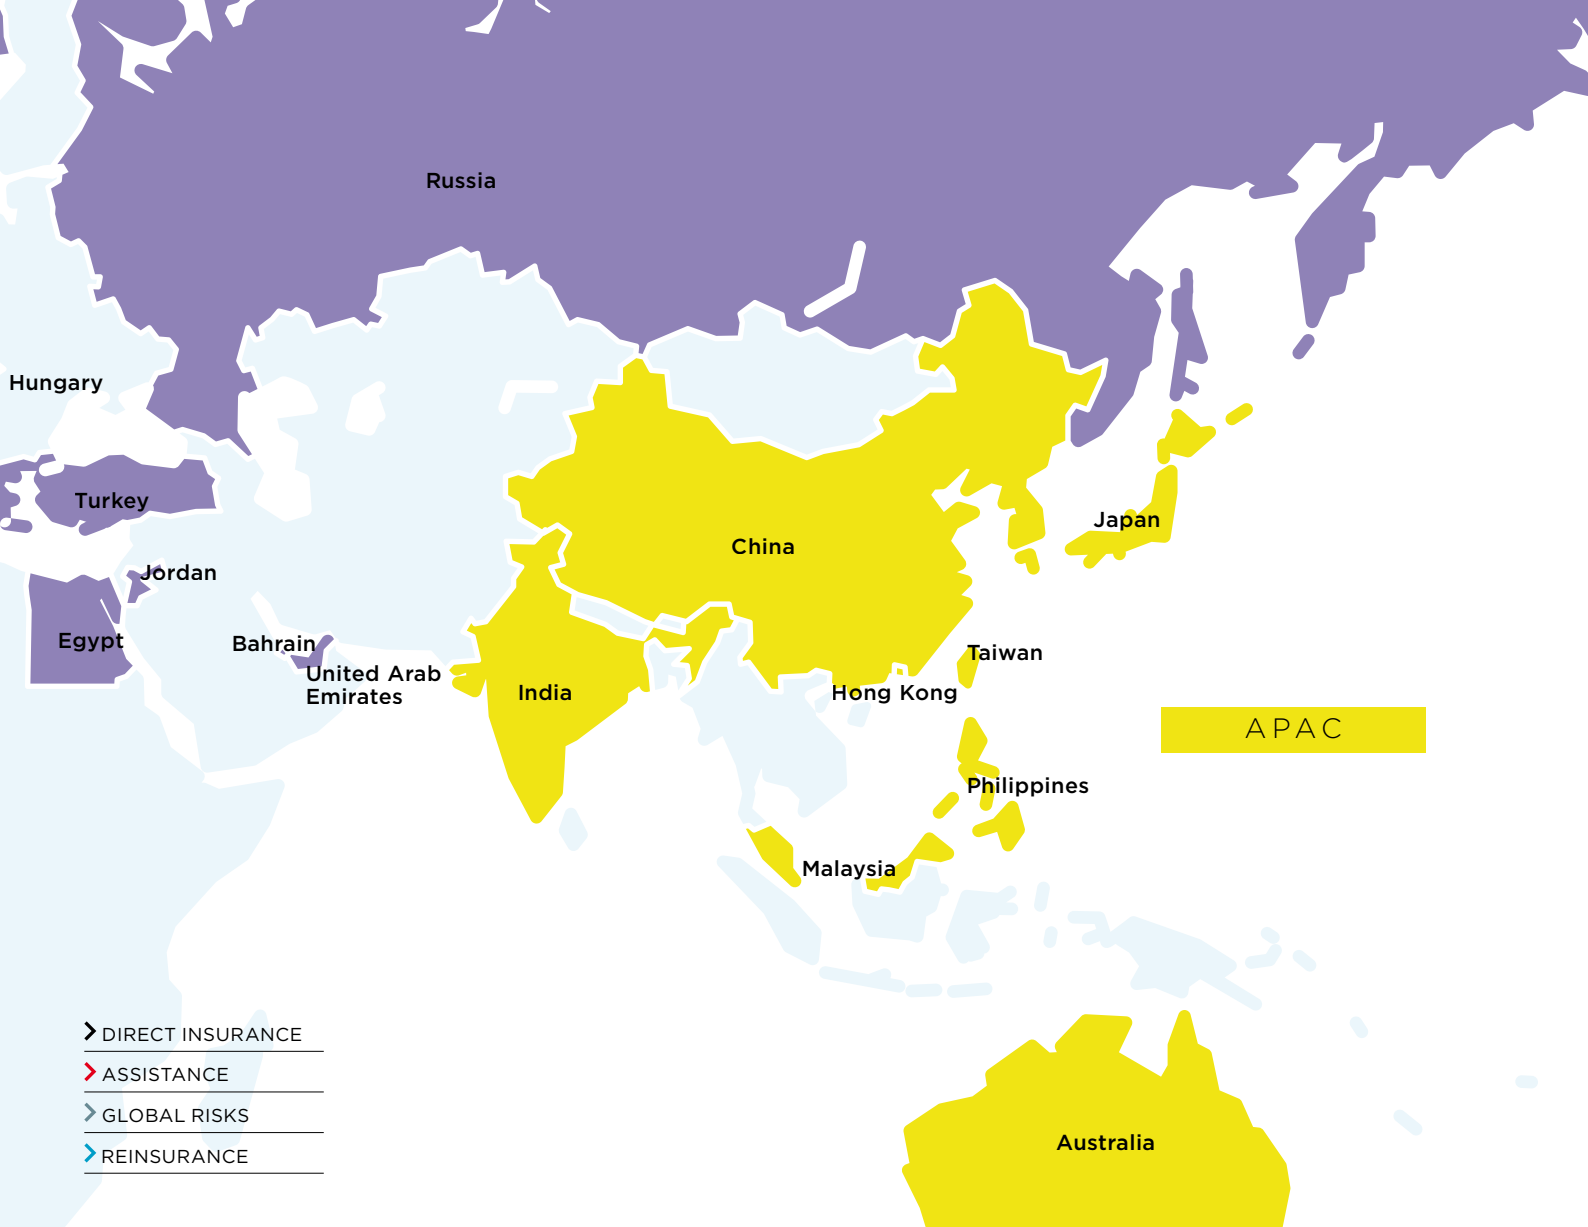 Russia
Hungary
Turkey
China
Japan
Jordan
Egypt
Bahrain
United Arab
Emirates
India
Taiwan
Hong Kong
APAC
Philippines
Malaysia
Australia
DIRECT INSURANCE
ASSISTANCE
GLOBAL RISKS
REINSURANCE